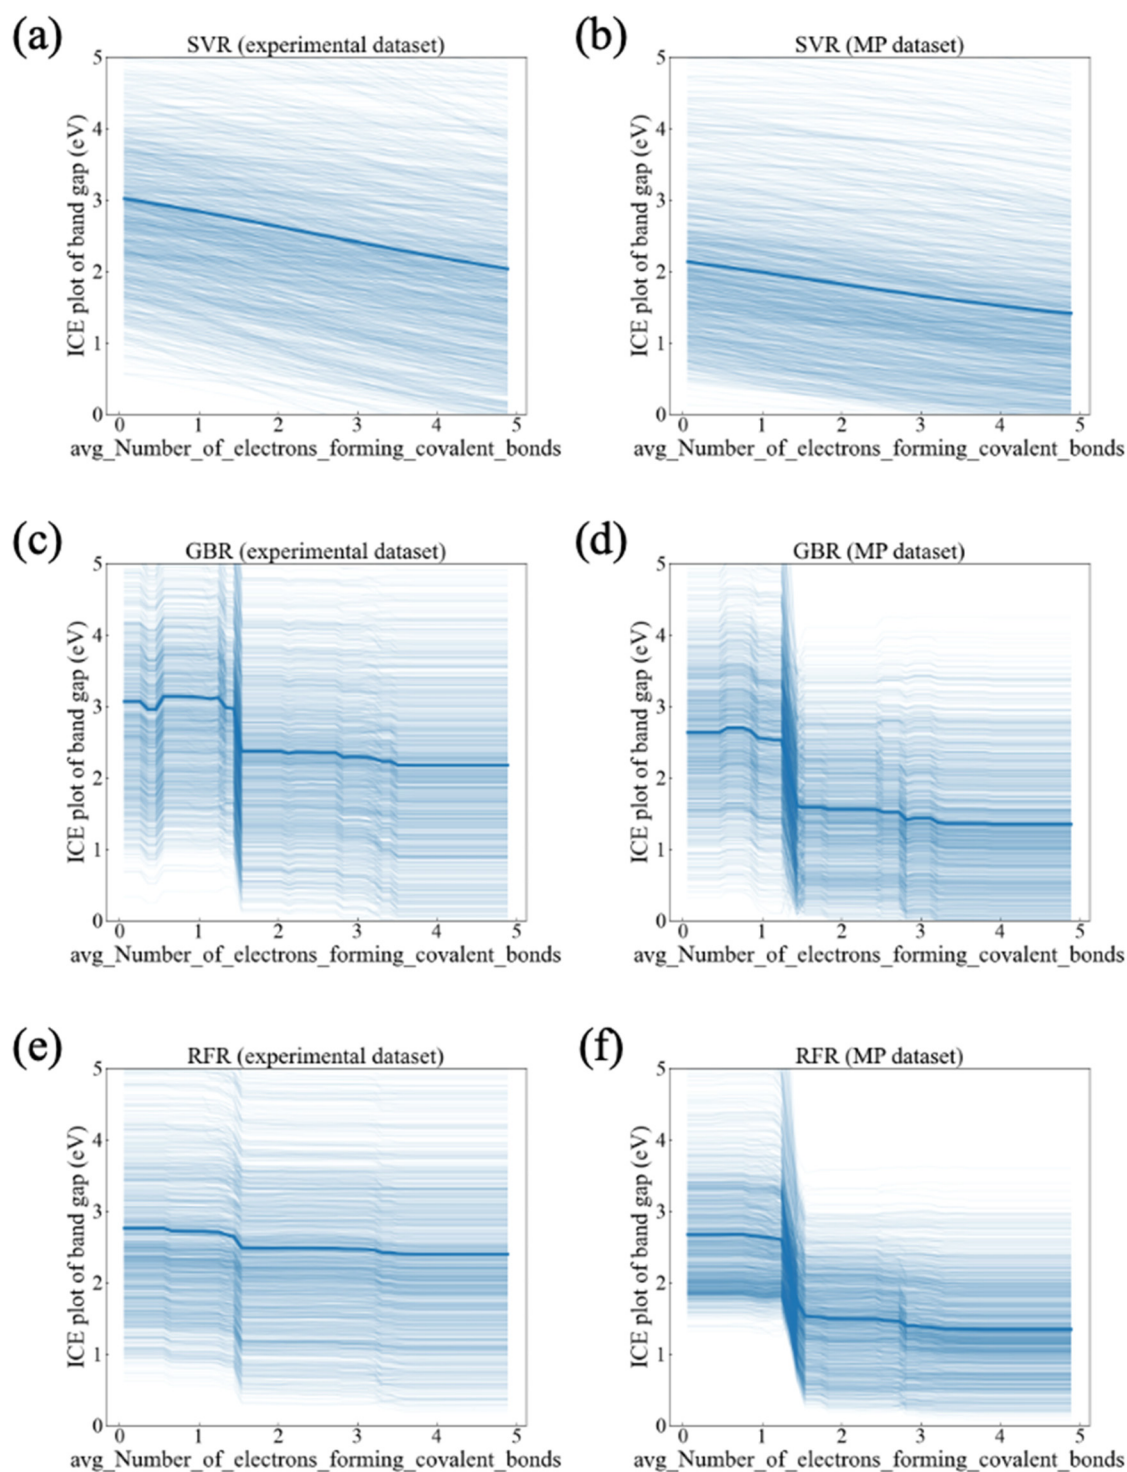 (a)
SVR (experimental dataset)
ICE plot of band gap (eV)
5
4
3
2
1
0
0 1 2 3 4 5
avg_Number_of_electrons_forming_covalent_bonds
(b)
SVR (MP dataset)
ICE plot of band gap (eV)
5
4
3
2
1
0
0 1 2 3 4 5
avg_Number_of_electrons_forming_covalent_bonds
(c)
GBR (experimental dataset)
ICE plot of band gap (eV)
5
4
3
2
1
0
0 1 2 3 4 5
avg_Number_of_electrons_forming_covalent_bonds
(d)
GBR (MP dataset)
ICE plot of band gap (eV)
5
4
3
2
1
0
0 1 2 3 4 5
avg_Number_of_electrons_forming_covalent_bonds
(e)
RFR (experimental dataset)
ICE plot of band gap (eV)
5
4
3
2
1
0
0 1 2 3 4 5
avg_Number_of_electrons_forming_covalent_bonds
(f)
RFR (MP dataset)
ICE plot of band gap (eV)
5
4
3
2
1
0
0 1 2 3 4 5
avg_Number_of_electrons_forming_covalent_bonds